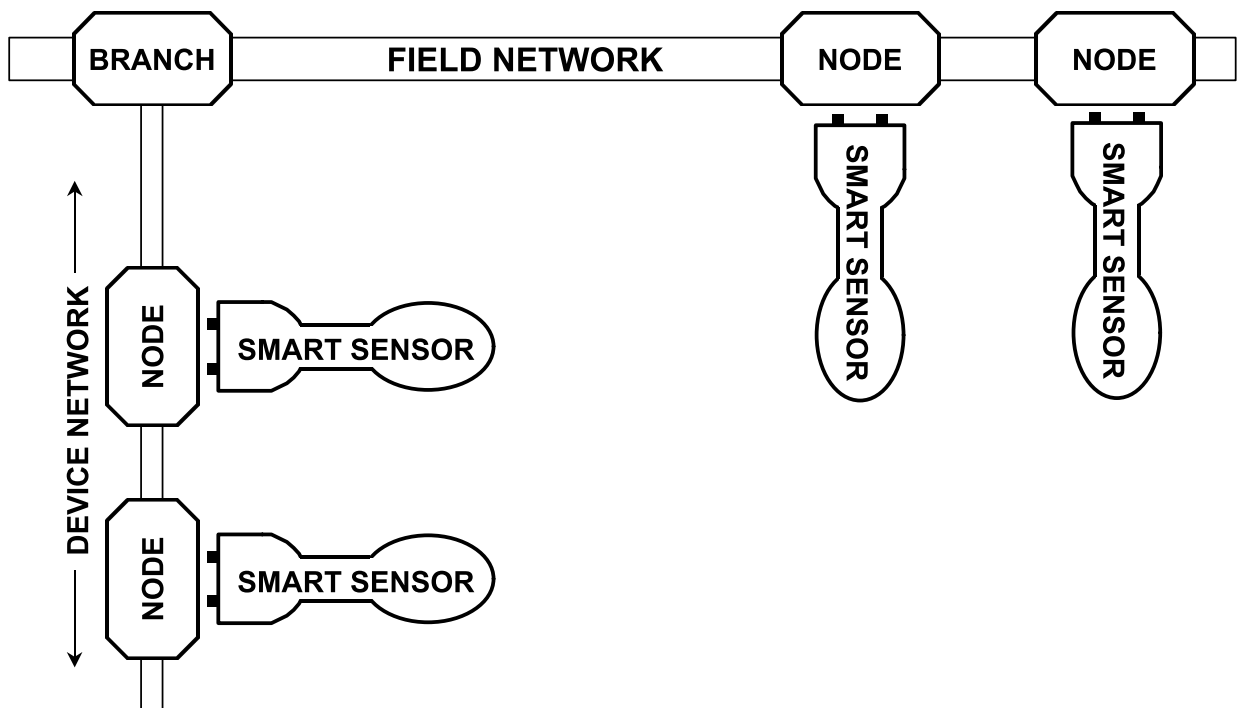 BRANCH
FIELD NETWORK
NODE
NODE
SMART SENSOR
SMART SENSOR
DEVICE NETWORK
NODE
SMART SENSOR
NODE
SMART SENSOR